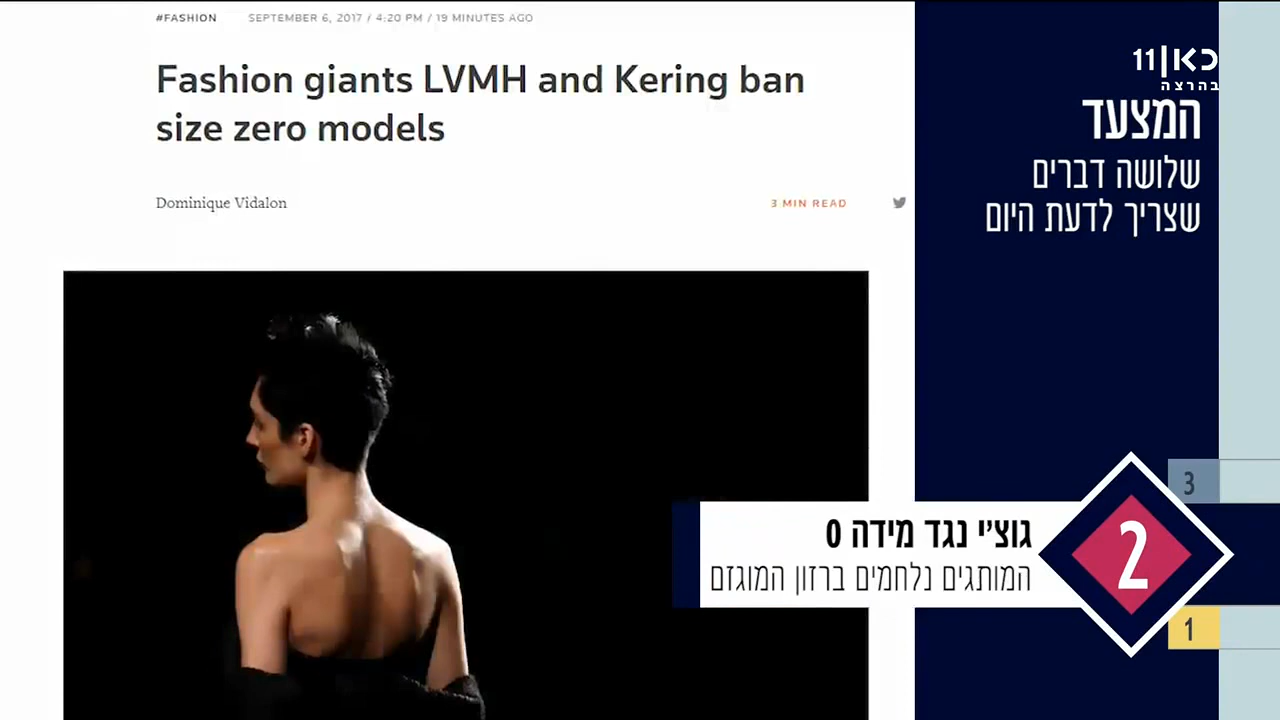 #FASHION SEPTEMBER 6, 2017 / 4:20 PM / 19 MINUTES AGO
Fashion giants LVMH and Kering ban
size zero models
Dominique Vidalon
3 MIN READ
כאן 11
בהרצה
המצעד
שלושה דברים
שצריך לדעת היום
3
גוצ'י נגד מידה 0
המותגים נלחמים ברזון המוגזם
2
1